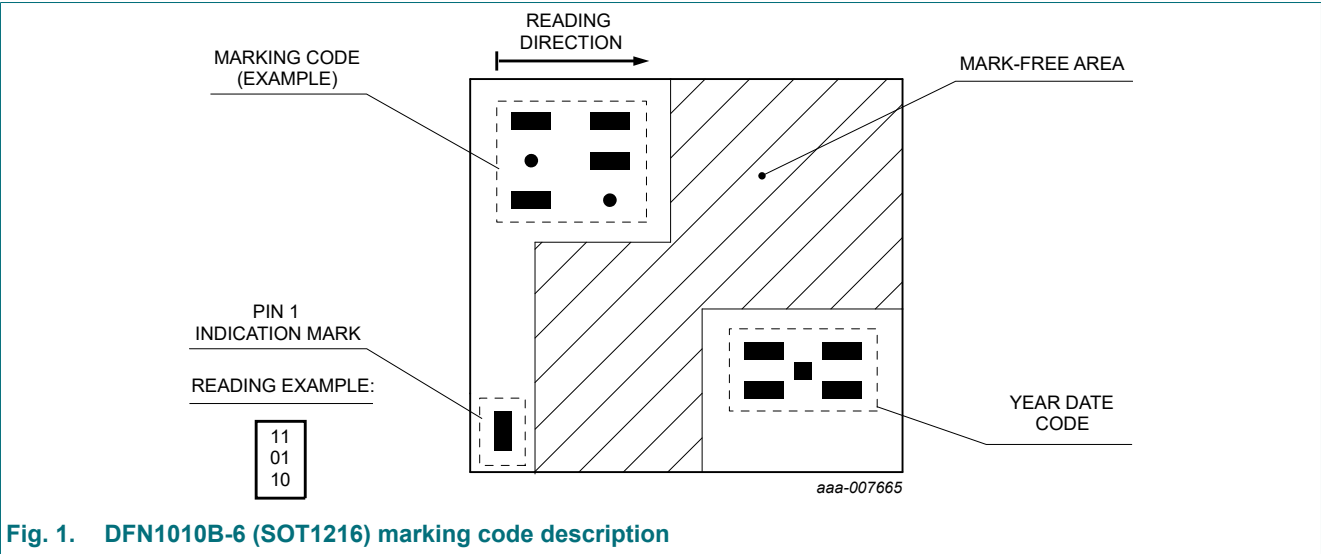 READING
DIRECTION
MARKING CODE
(EXAMPLE)
MARK-FREE AREA
PIN 1
INDICATION MARK
READING EXAMPLE:
11
01
10
YEAR DATE
CODE
aaa-007665
Fig. 1. DFN1010B-6 (SOT1216) marking code description